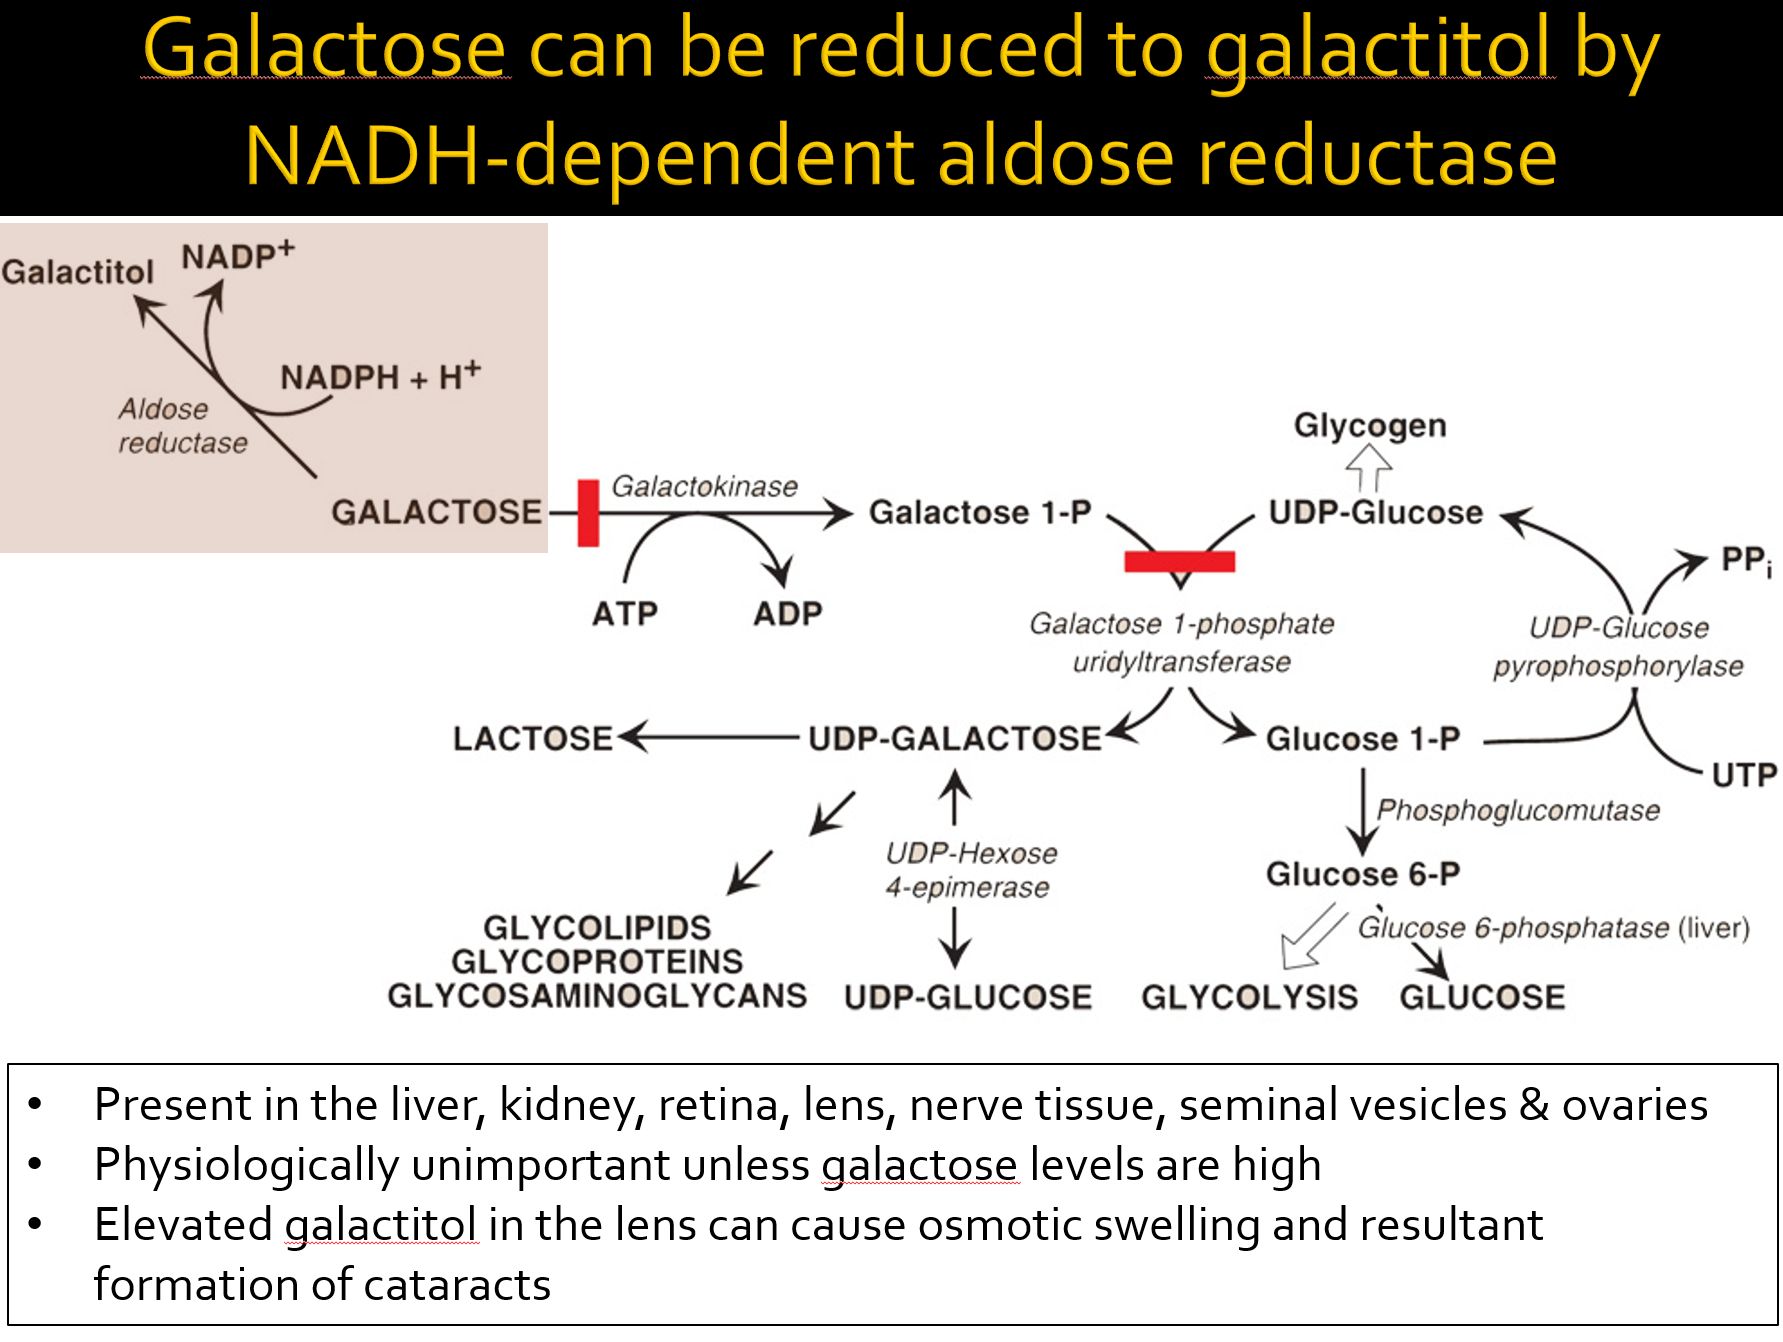 Galactose can be reduced to galactitol by
NADH-dependent aldose reductase
Galactitol
NADP+
NADPH + H+
Aldose
reductase
GALACTOSE
Galactokinase
ATP
ADP
Galactose 1-P
Glycogen
UDP-Glucose
PPi
Galactose 1-phosphate
uridyltransferase
UDP-Glucose
pyrophosphorylase
LACTOSE
UDP-GALACTOSE
Glucose 1-P
UTP
Phosphoglucomutase
UDP-Hexose
4-epimerase
Glucose 6-P
Glucose 6-phosphatase (liver)
GLYCOLIPIDS
GLYCOPROTEINS
GLYCOSAMINOGLYCANS
UDP-GLUCOSE
GLYCOLYSIS
GLUCOSE
• Present in the liver, kidney, retina, lens, nerve tissue, seminal vesicles & ovaries
• Physiologically unimportant unless galactose levels are high
• Elevated galactitol in the lens can cause osmotic swelling and resultant
formation of cataracts